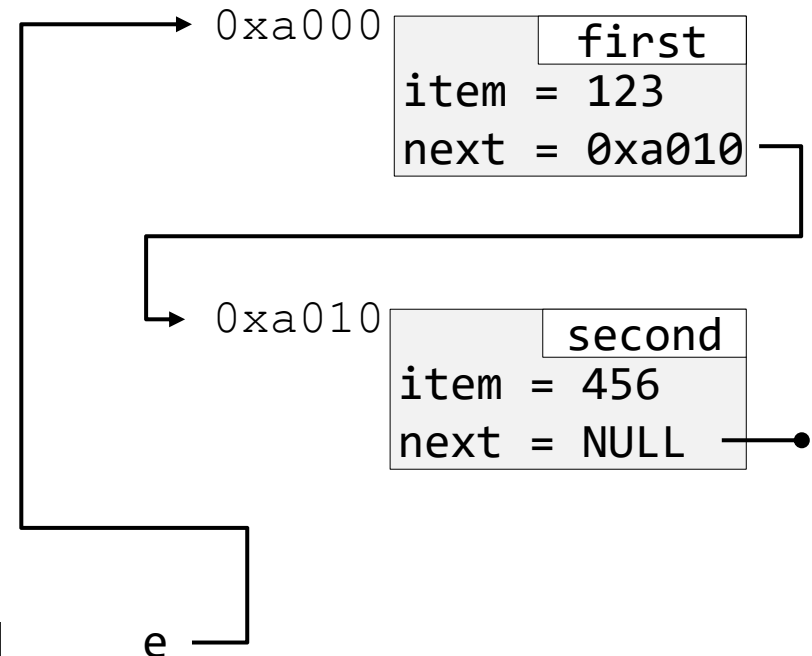 0xa000
first
item = 123
next = 0xa010
0xa010
second
item = 456
next = NULL
e